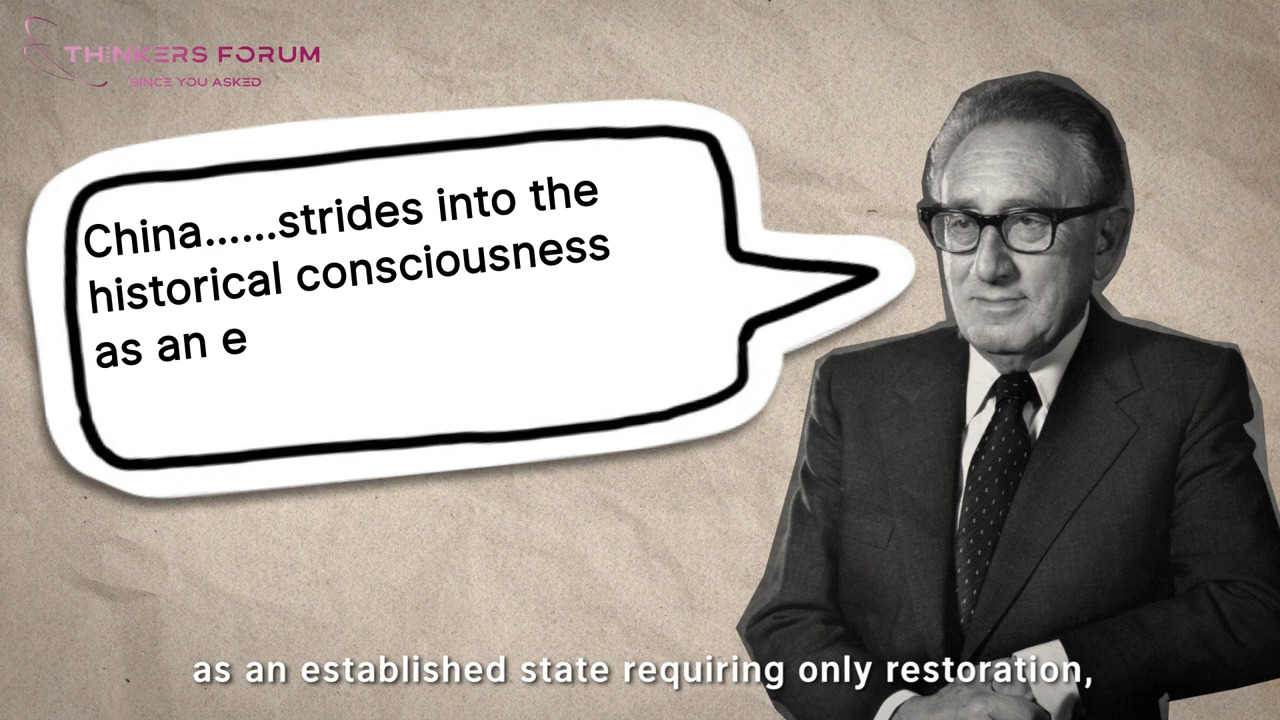 THINKERS FORUM
SINCE YOU ASKED
China......strides into the
historical consciousness
as an e
as an established state requiring only restoration,